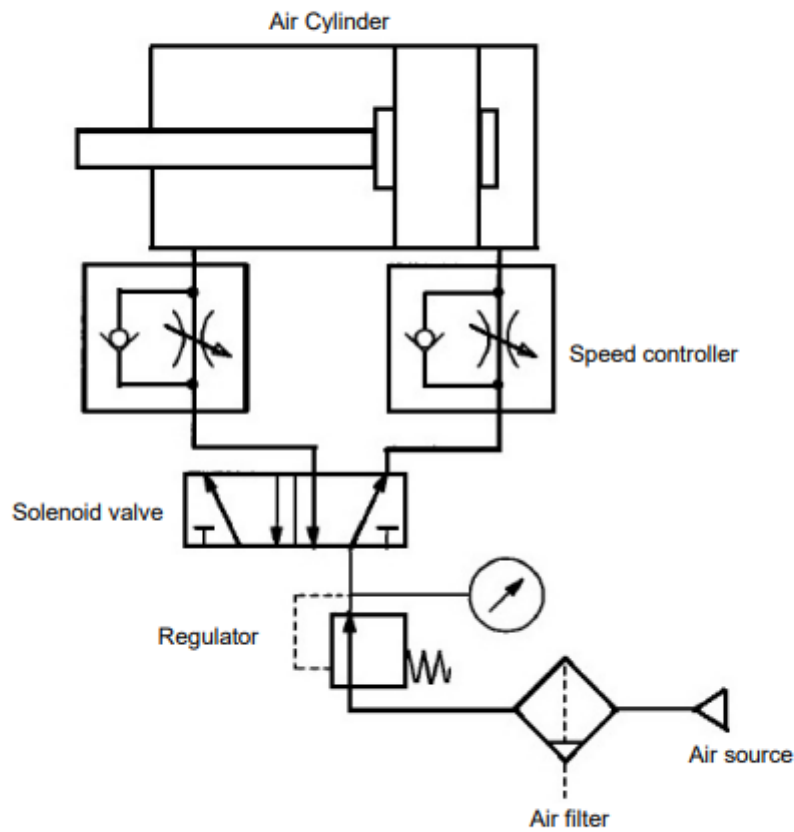 Air Cylinder
Speed controller
Solenoid valve
Regulator
Air source
Air filter